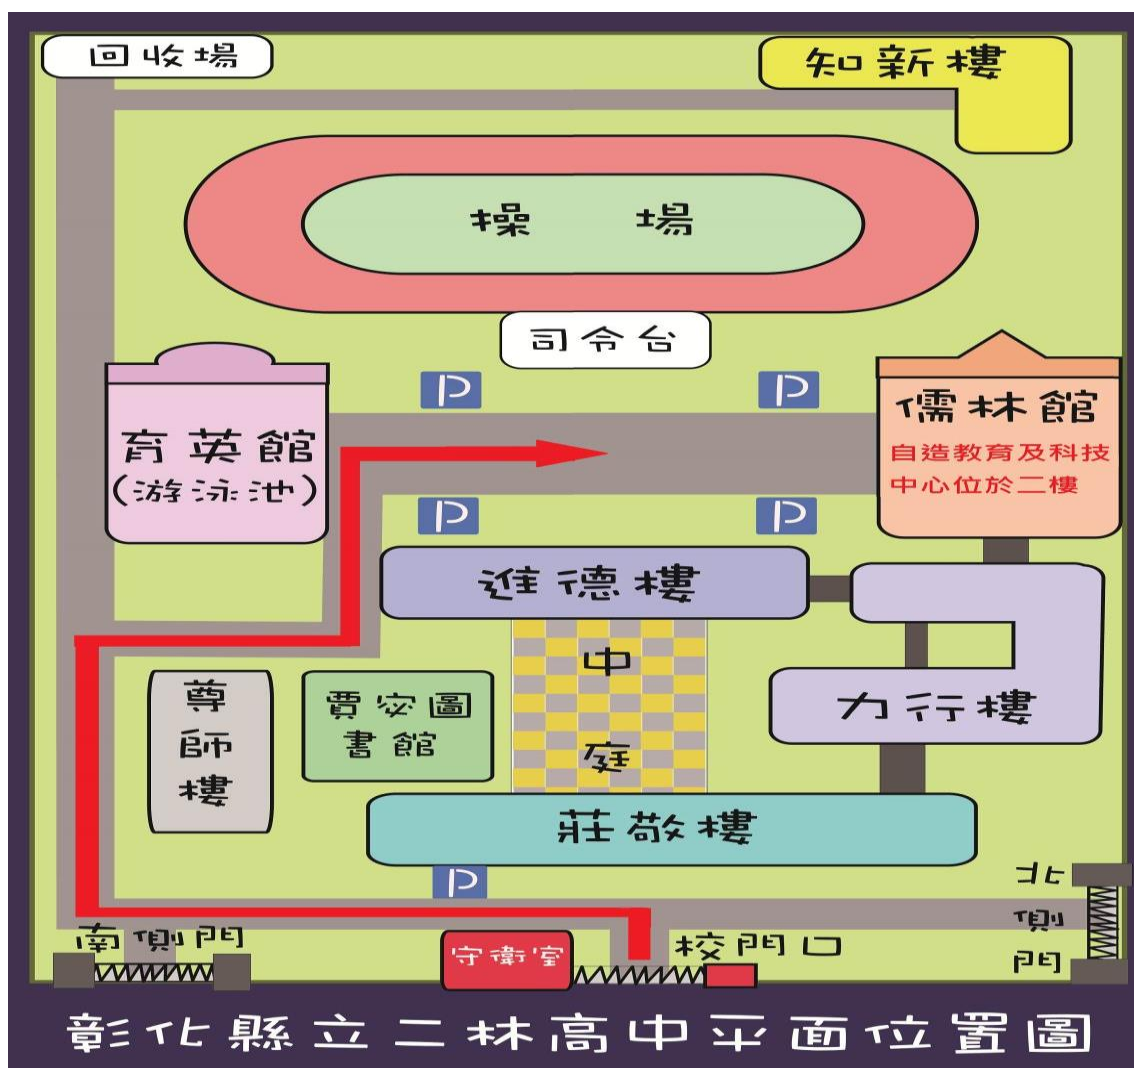 回收場
知新樓
操場
司令台
P
P
育英館
(游泳池)
儒林館
自造教育及科技
中心位於二樓
P
P
進德樓
中
庭
尊
師
樓
賈宓圖
書館
力行樓
莊敬樓
P
北
側
門
南側門
守衛室
校門口
彰化縣立二林高中平面位置圖